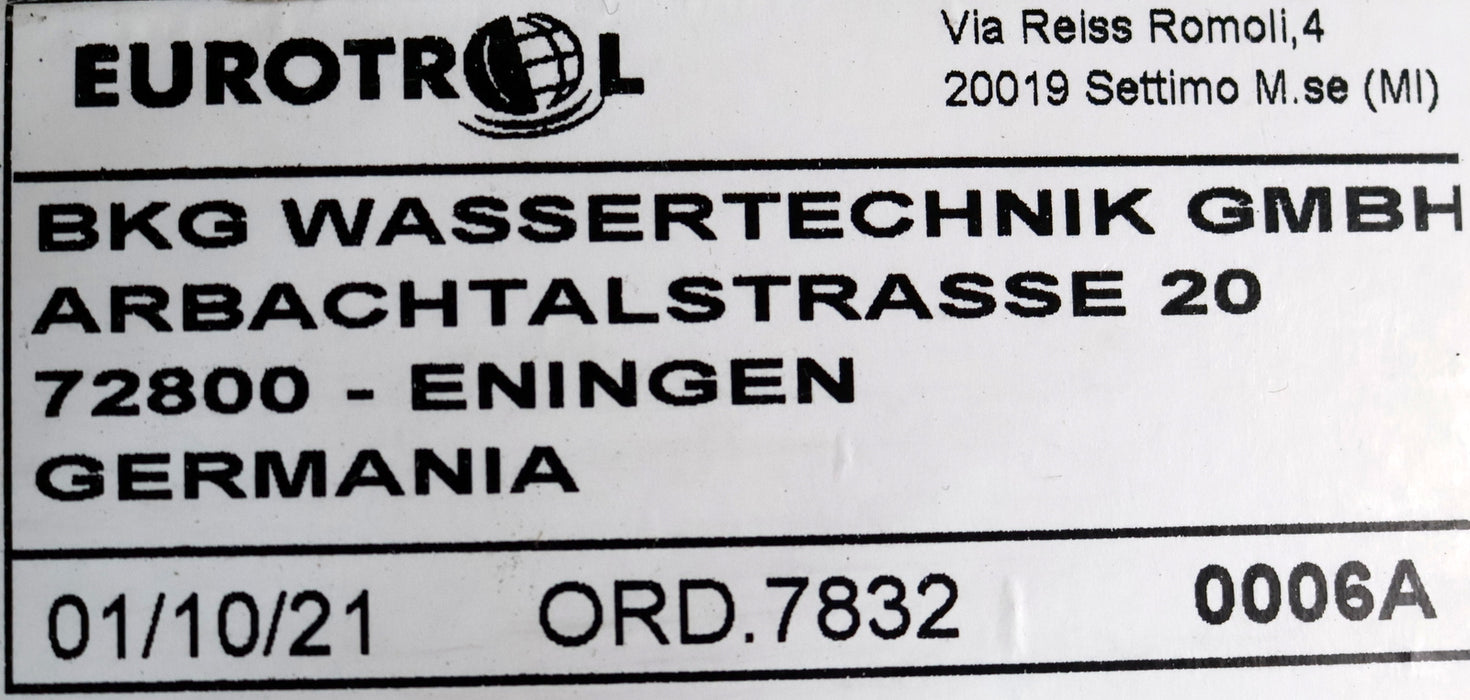 EUROTROL
Via Reiss Romoli,4
20019 Settimo M.se (MI)
BKG WASSERTECHNIK GMBH
ARBACHTALSTRASSE 20
72800 - ENINGEN
GERMANIA
01/10/21 ORD.7832 0006A